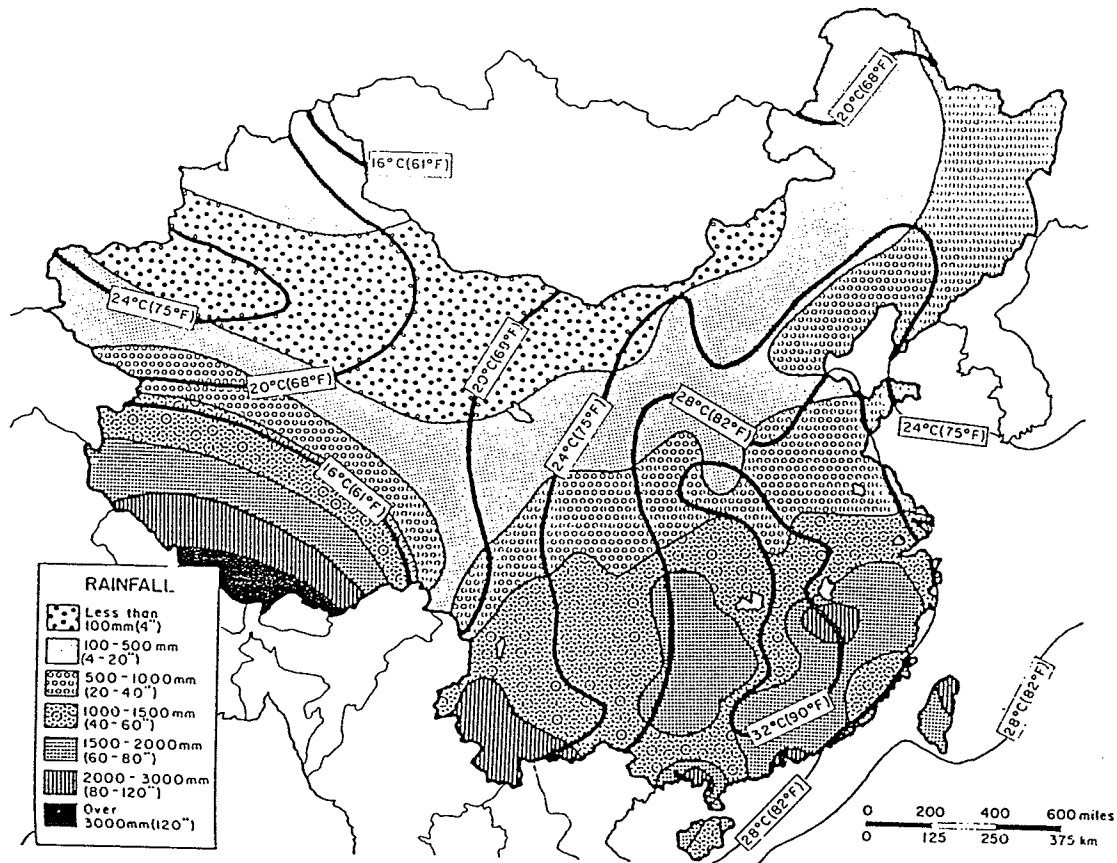 20°C(68°F)
16°C(61°F)
24°C(75°F)
20°C(68°F)
20°C(68°F)
24°C(75°F
28°C(82°F)
24°C(75°F)
16°C(61°F)
32°C(90°F)
28°C(82°F)
28°C(82°F)
RAINFALL
Less than
100mm(4")
100-500mm
(4-20")
500-1000mm
(20-40")
1000-1500mm
(40-60")
1500-2000mm
(60-80")
2000-3000mm
(80-120")
Over
3000mm(120")
0 200 400 600 miles
0 125 250 375 km